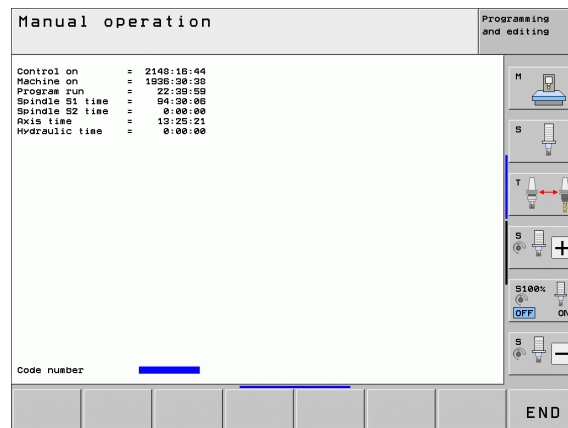 Manual operation
Programming
and editing
Control on = 2148:16:44
Machine on = 1936:30:38
Program run = 22:39:59
Spindle S1 time = 94:30:06
Spindle S2 time = 0:00:00
Axis time = 13:25:21
Hydraulic time = 0:00:00
M
S
T
S
+
S100%
OFF ON
S
-
Code number
END